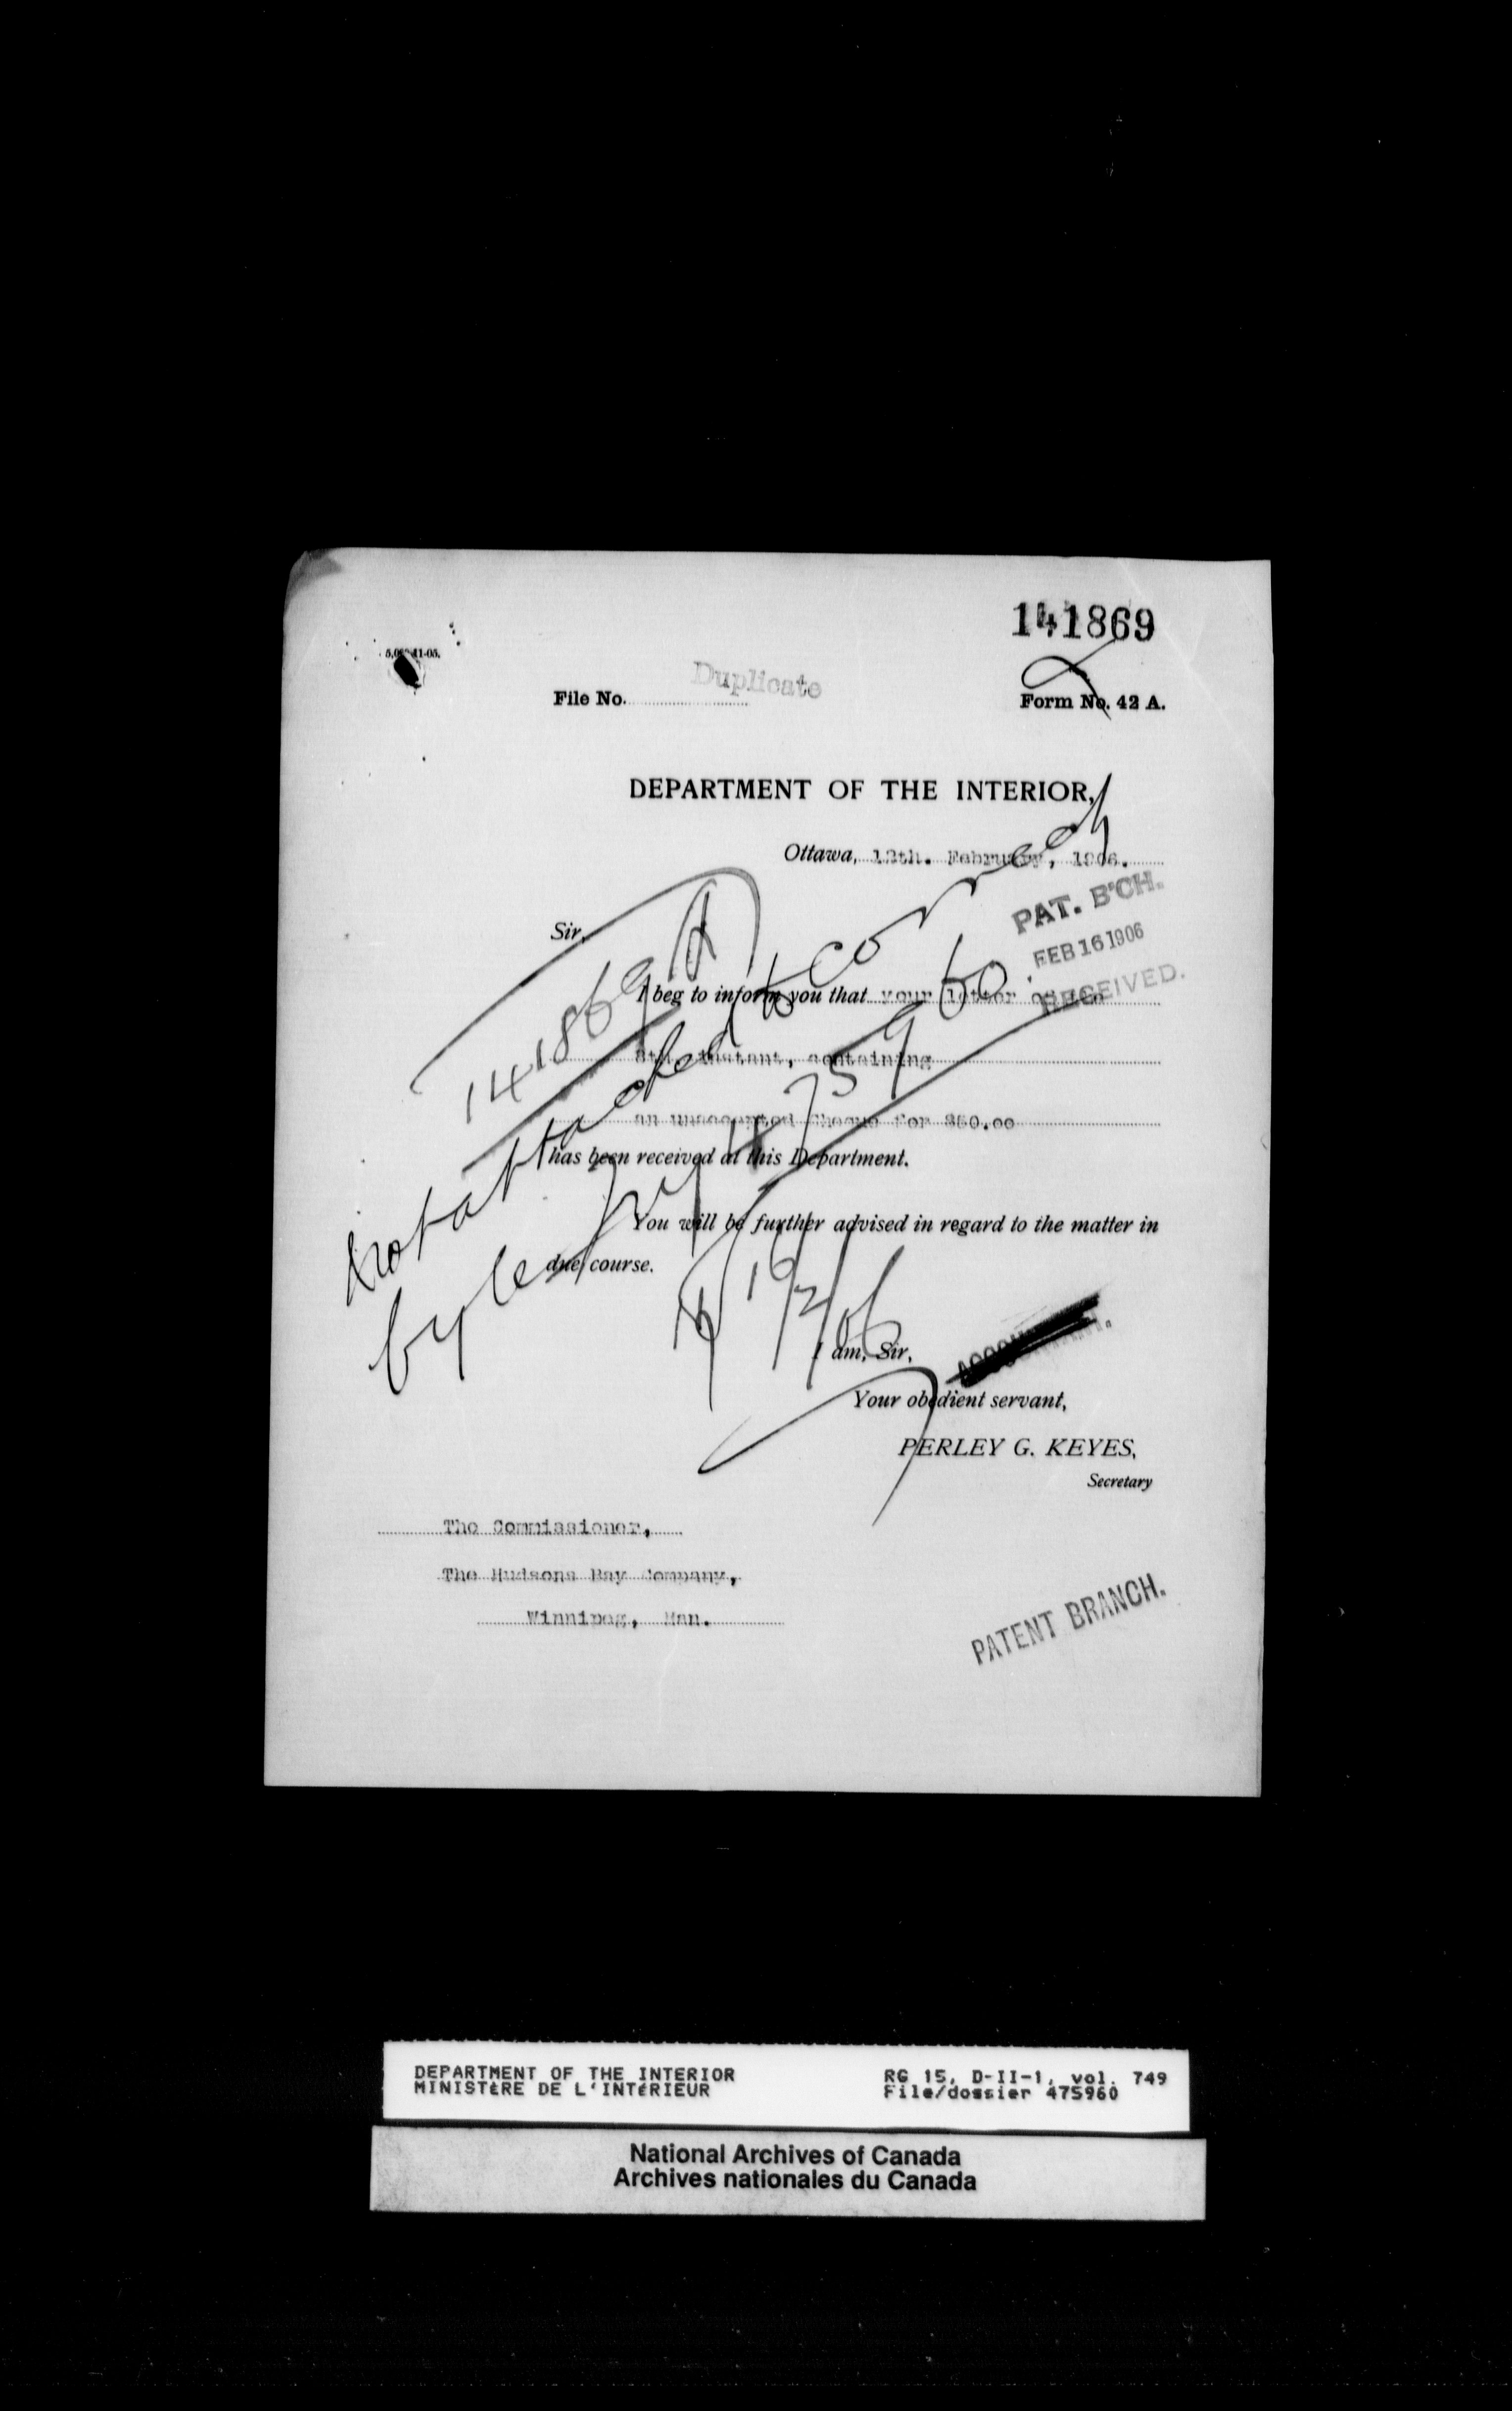 141869
5,000-11-05.
Duplicate
File No.
Form No. 42 A.
DEPARTMENT OF THE INTERIOR,
Ottawa, 12th. February, 1906.
PAT. B'CH.
FEB 16 1906
RECEIVED.
Sir,
141869
I beg to inform you that your letter of the
8th. instant, containing
an unaccepted Cheque for $50.00
has been received at this Department.
You will be further advised in regard to the matter in
due course.
Not attached & correct
by
475960
16/2/06
I am, Sir,
ACCOUNTANT.
Your obedient servant,
PERLEY G. KEYES,
Secretary
The Commissioner,
The Hudsons Bay Company,
Winnipeg, Man.
PATENT BRANCH.
DEPARTMENT OF THE INTERIOR
MINISTÈRE DE L'INTÉRIEUR
RG 15, D-II-1, vol. 749
File/dossier 475960
National Archives of Canada
Archives nationales du Canada